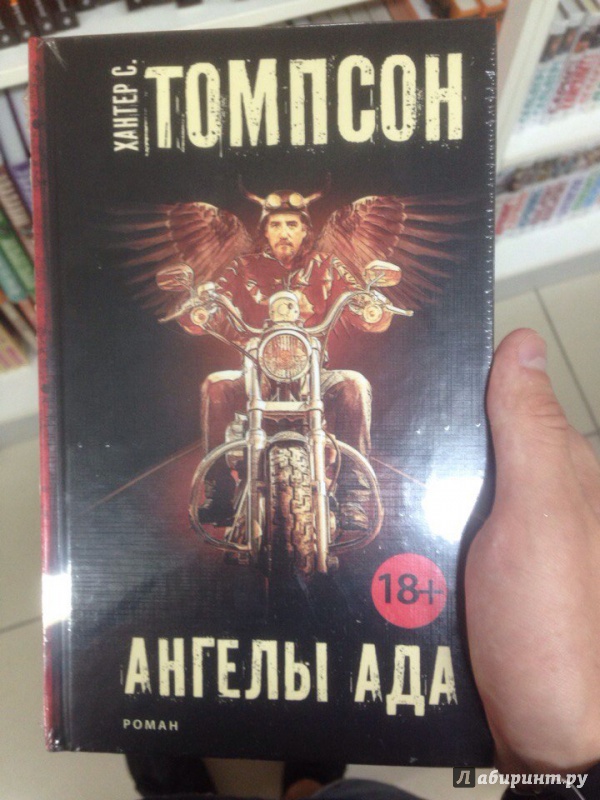 ХАНТЕР С.
ТОМПСОН
18+
АНГЕЛЫ АДА
РОМАН
Лабиринт.ру